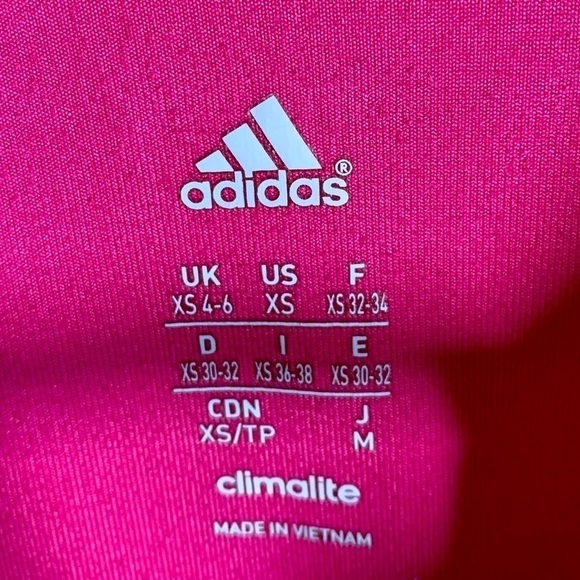 adidas®
UK US F
XS 4-6 XS XS 32-34
D I E
XS 30-32 XS 36-38 XS 30-32
CDN J
XS/TP M
climalite
MADE IN VIETNAM